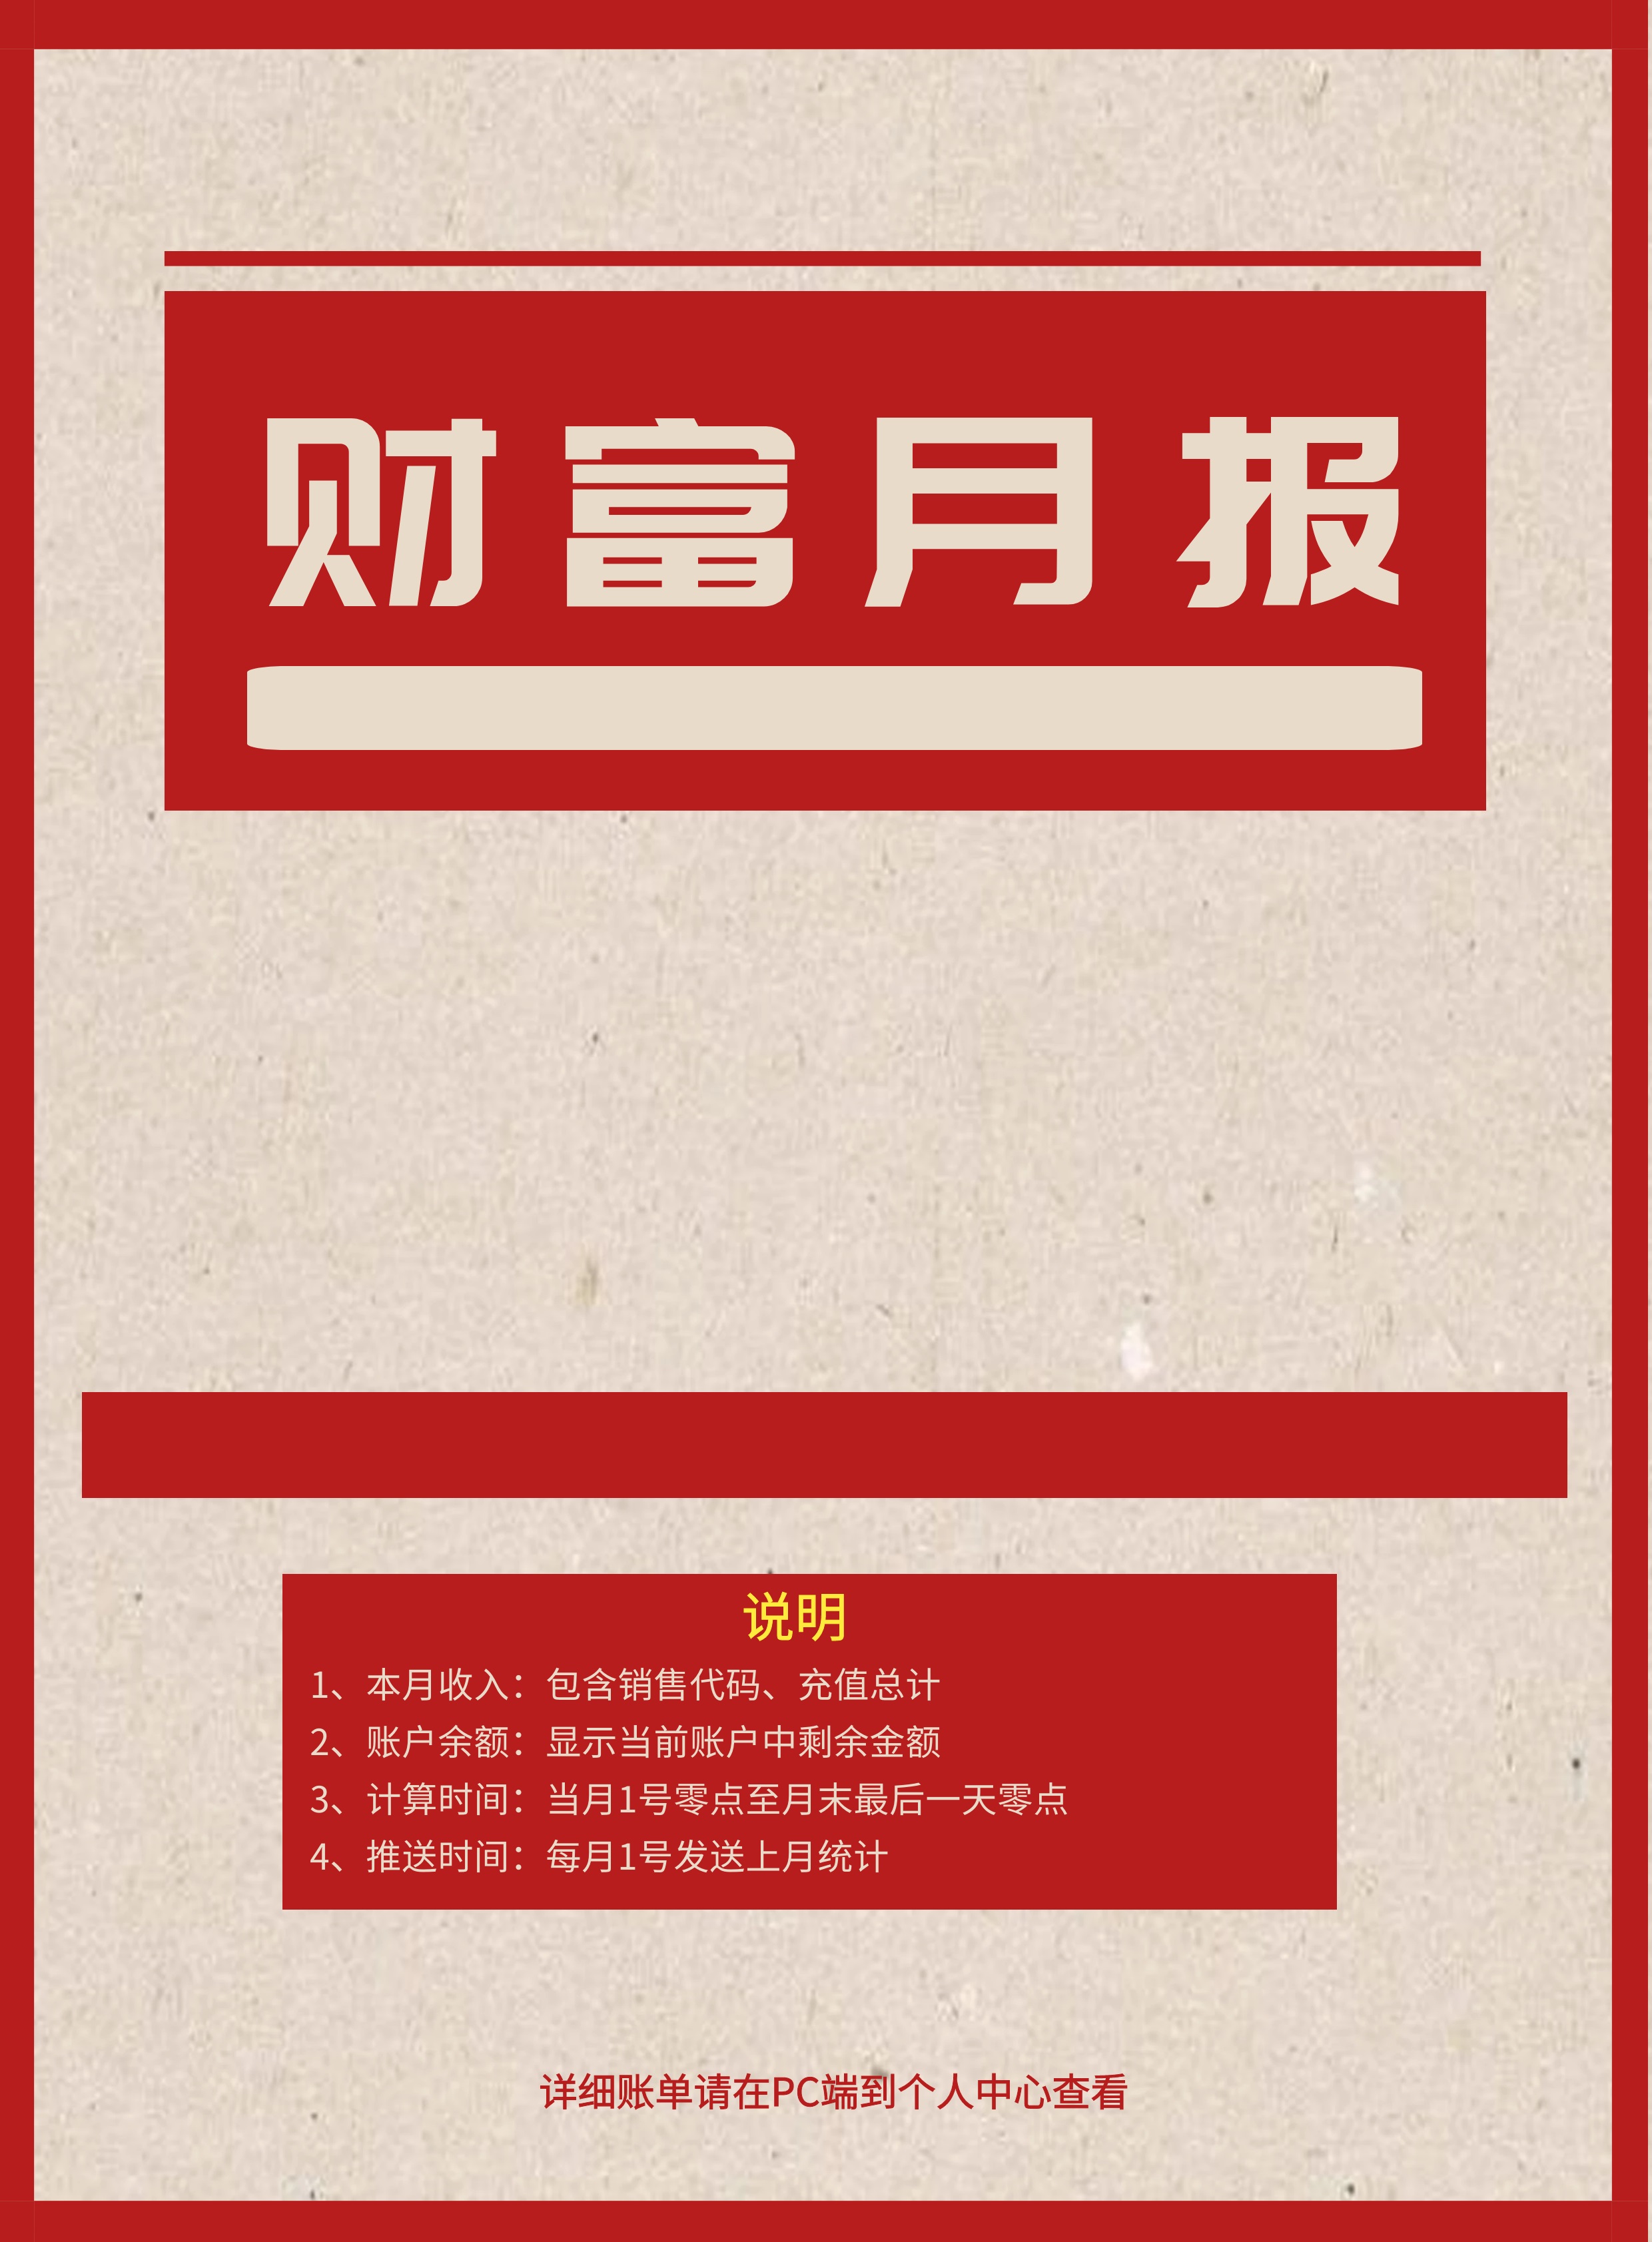 财富月报
说明
1、本月收入：包含销售代码、充值总计
2、账户余额：显示当前账户中剩余金额
3、计算时间：当月1号零点至月末最后一天零点
4、推送时间：每月1号发送上月统计
详细账单请在PC端到个人中心查看